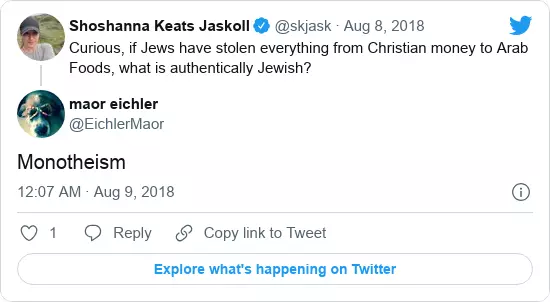 Shoshanna Keats Jaskoll @skjask · Aug 8, 2018
Curious, if Jews have stolen everything from Christian money to Arab
Foods, what is authentically Jewish?
maor eichler
@EichlerMaor
Monotheism
12:07 AM · Aug 9, 2018
1 Reply Copy link to Tweet
Explore what's happening on Twitter